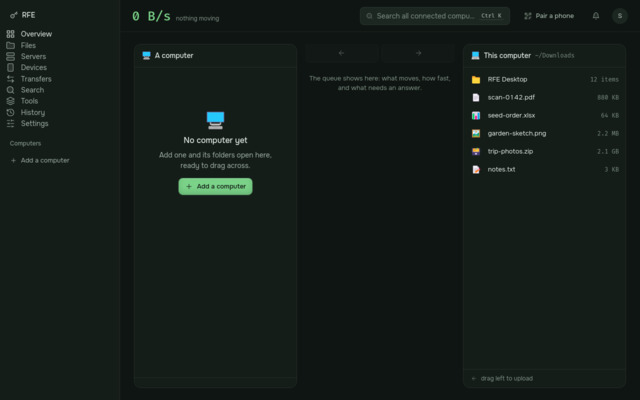 RFE
Overview
Files
Servers
Devices
Transfers
Search
Tools
History
Settings
Computers
Add a computer
0 B/s nothing moving
Search all connected compu... Ctrl K
Pair a phone
S
A computer
No computer yet
Add one and its folders open here,
ready to drag across.
Add a computer
The queue shows here: what moves, how fast,
and what needs an answer.
This computer ~/Downloads
RFE Desktop 12 items
scan-0142.pdf 808 KB
seed-order.xlsx 64 KB
garden-sketch.png 2.2 MB
trip-photos.zip 2.1 GB
notes.txt 3 KB
drag left to upload